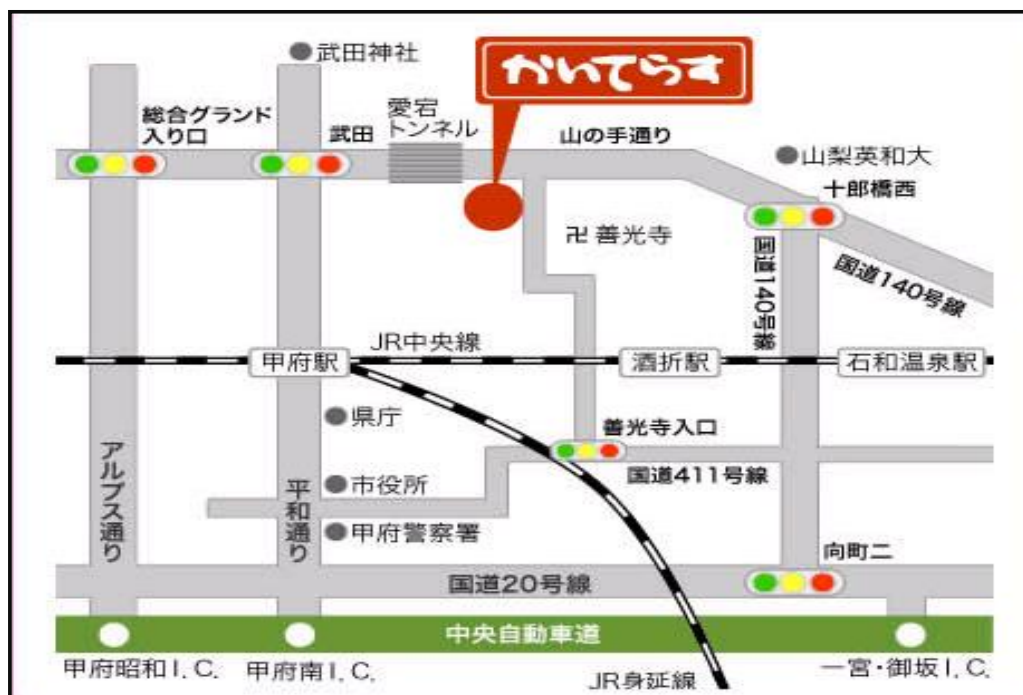 武田神社
かいてらす
総合グランド
入り口
武田
愛宕
トンネル
山の手通り
山梨英和大
十郎橋西
卍善光寺
国道140号線
国道140号線
JR中央線
甲府駅
酒折駅
石和温泉駅
県庁
善光寺入口
国道411号線
アルプス通り
平和通り
市役所
甲府警察署
向町二
国道20号線
中央自動車道
甲府昭和I.C.
甲府南I.C.
一宮・御坂I.C.
JR身延線